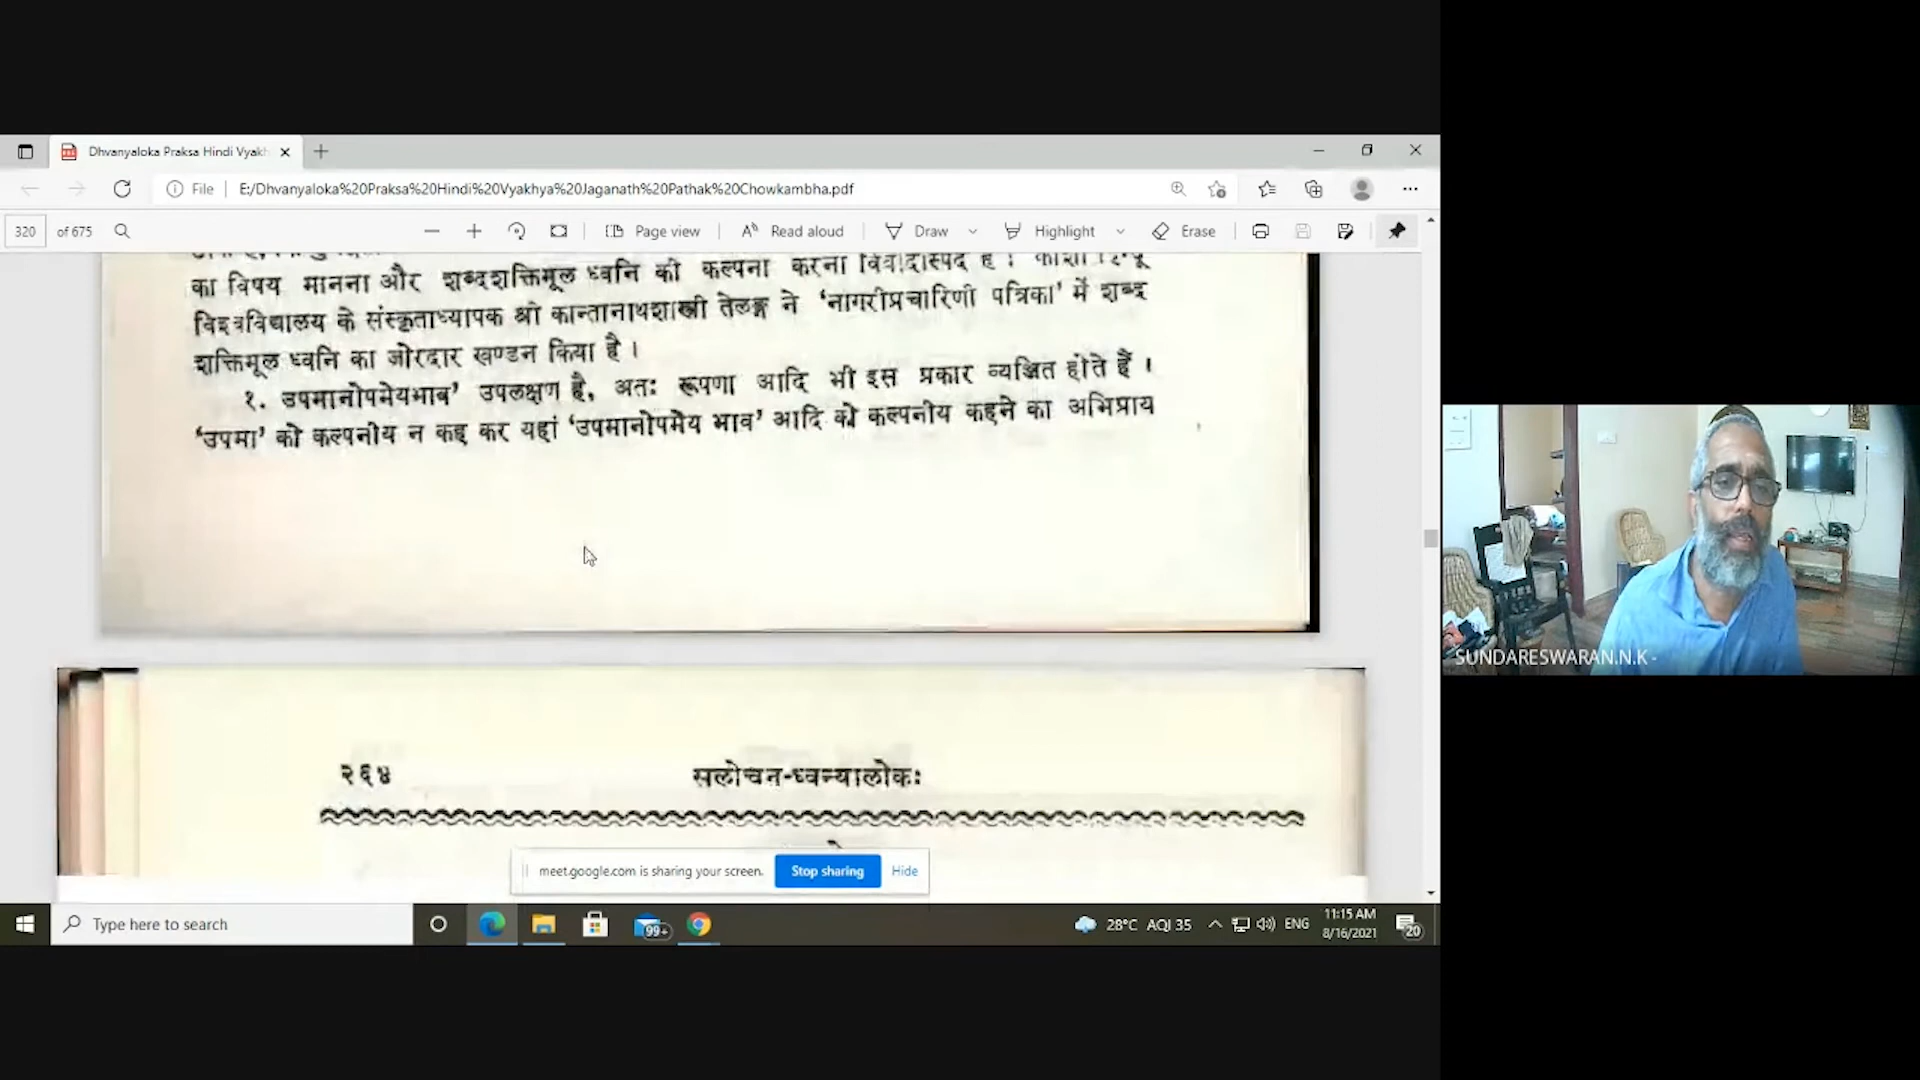 Dhvanyaloka Praksa Hindi Vyakh
File E:/Dhvanyaloka%20Praksa%20Hindi%20Vyakhya%20Jaganath%20Pathak%20Chowkambha.pdf
320 of 675 Page view Read aloud Draw Highlight Erase
का विषय मानना और शब्दशक्तिमूल ध्वनि की कल्पना करना विवादास्पद है ।
विश्वविद्यालय के संस्कृताध्यापक श्री कान्तानाथशास्त्री तेलङ्ग ने ‘नागरीप्रचारिणी पत्रिका’ में शब्द
शक्तिमूल ध्वनि का जोरदार खण्डन किया है ।
१. उपमानोपमेयभाव’ उपलक्षण है, अतः रूपणा आदि भी इस प्रकार व्यञ्जित होते हैं ।
‘उपमा’ को कल्पनीय न कह कर यहां ‘उपमानोपमेय भाव’ आदि को कल्पनीय कहने का अभिप्राय
२६४ सलोचन-ध्वन्यालोकः
meet.google.com is sharing your screen. Stop sharing Hide
SUNDARESWARAN.N.K -
Type here to search 99+ 28°C AQI 35 ENG 11:15 AM
8/16/2021 20